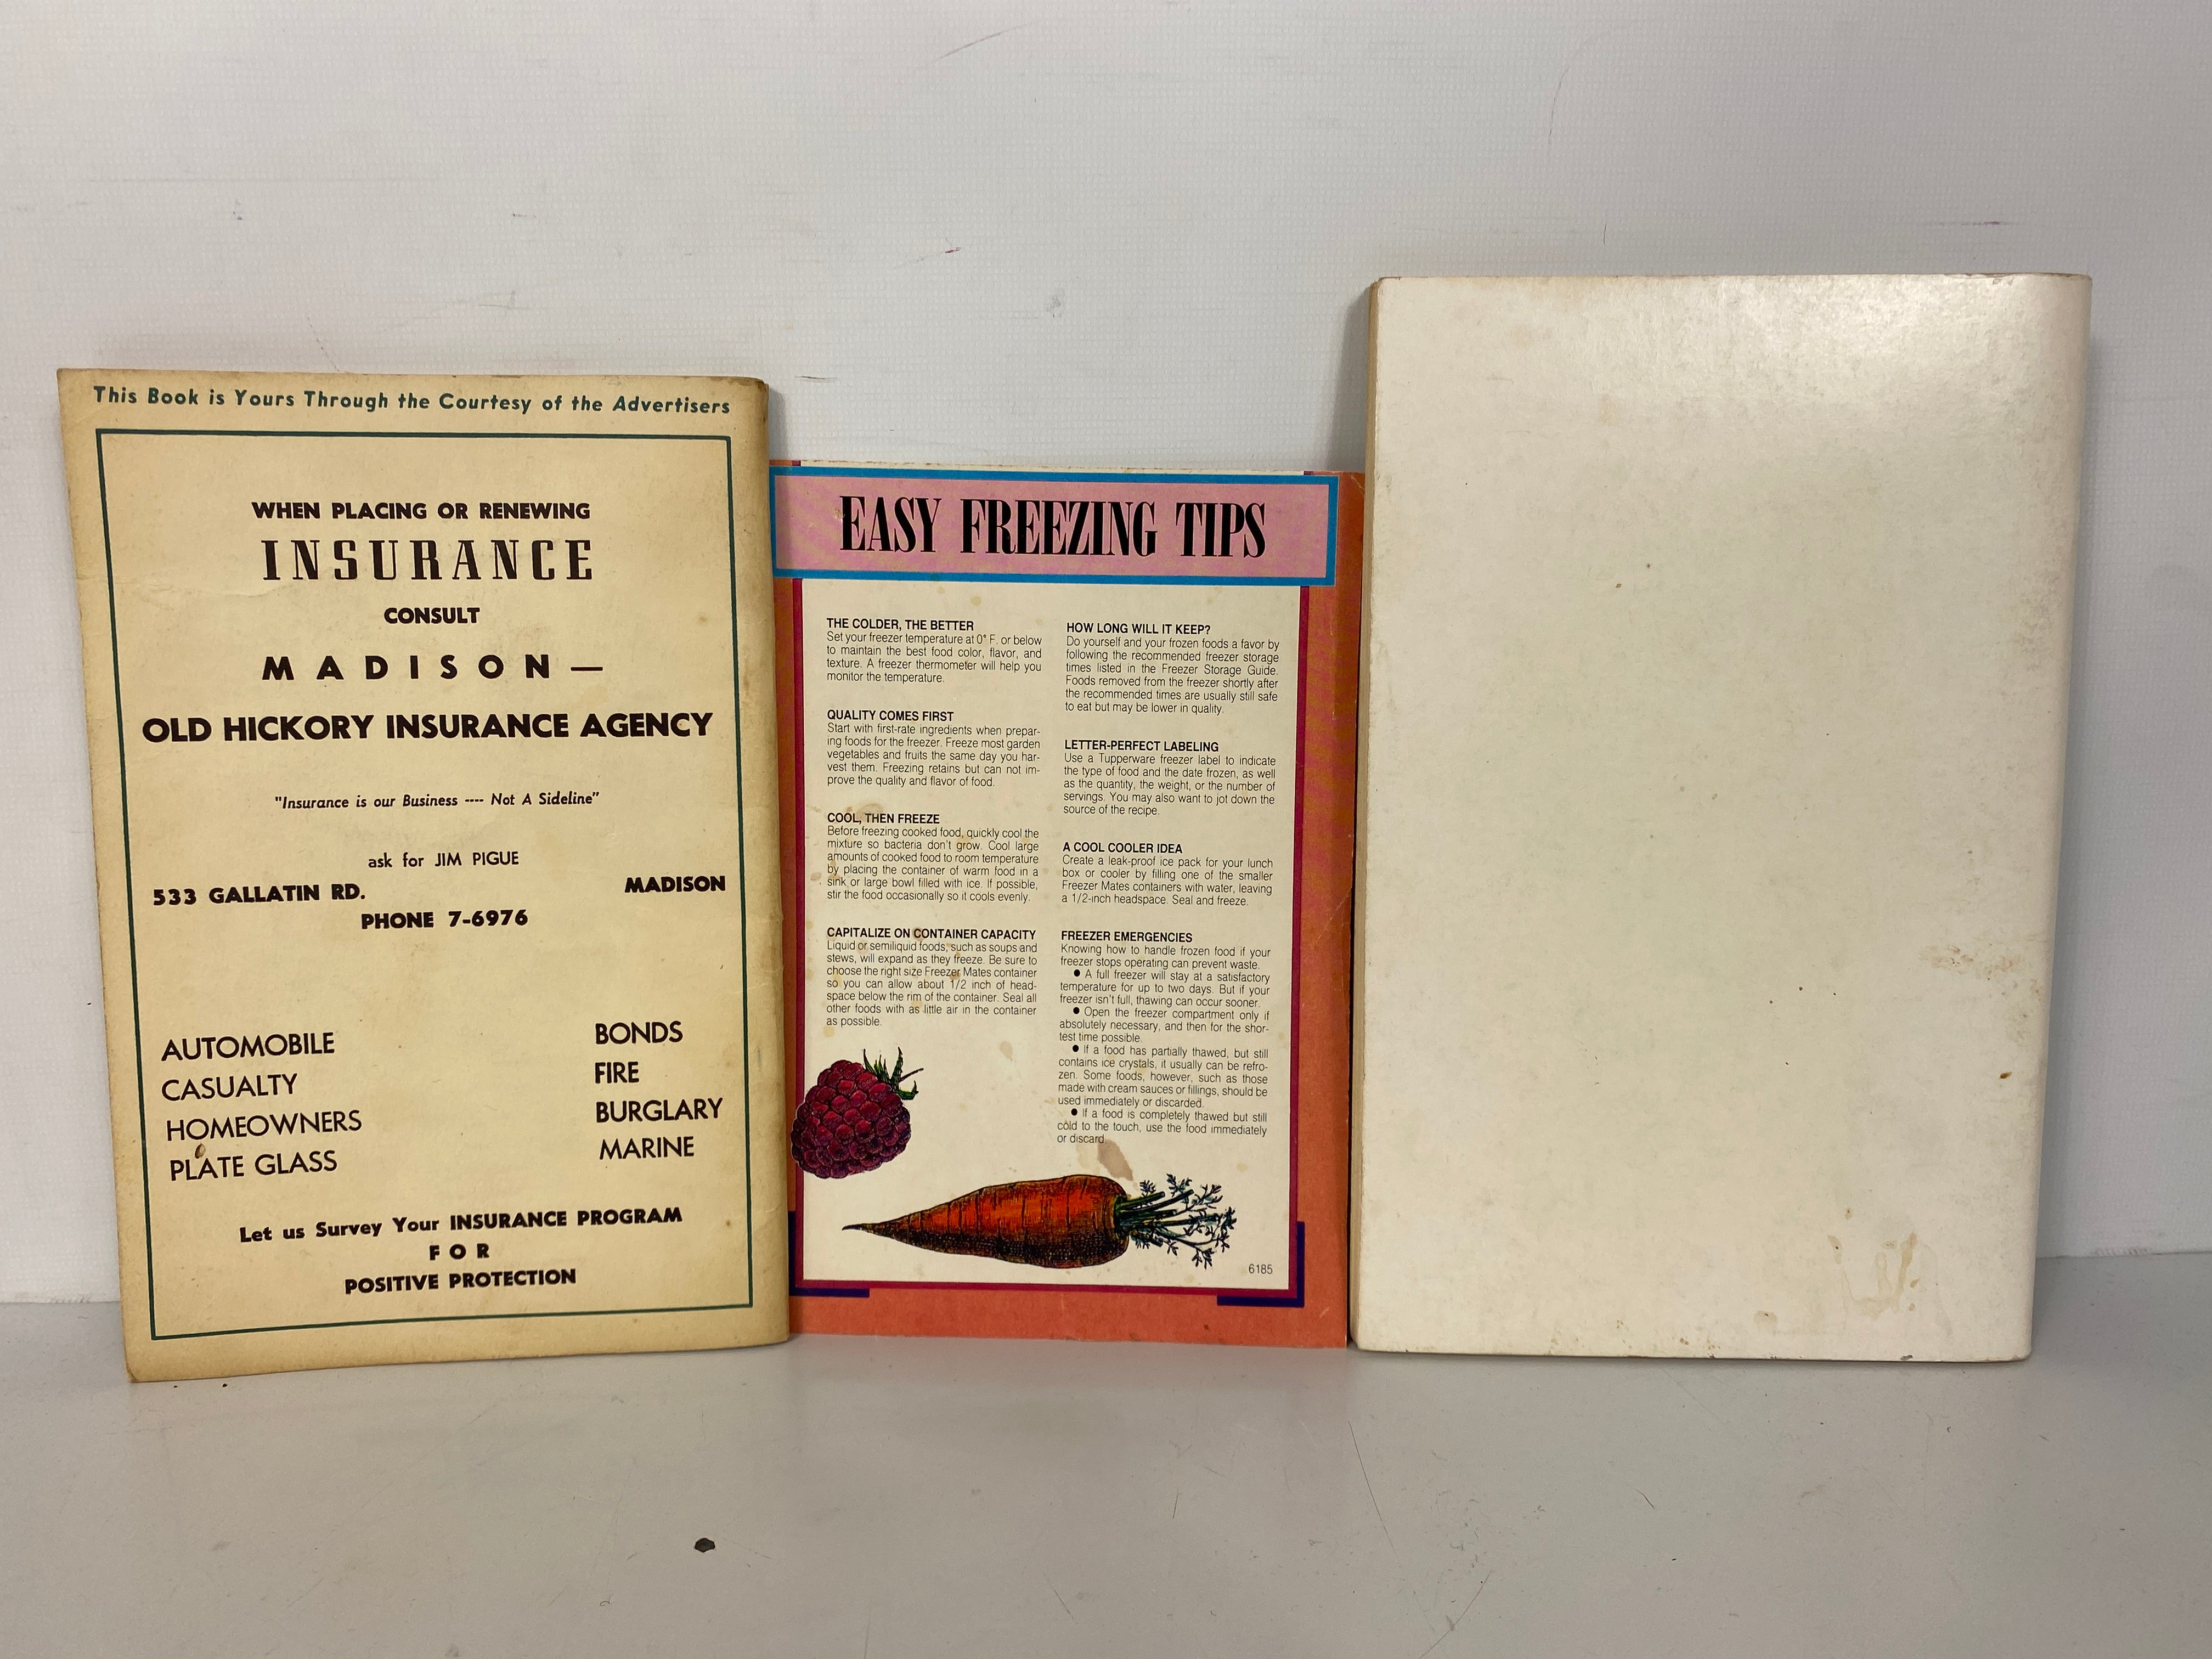 This Book is Yours Through the Courtesy of the Advertisers
WHEN PLACING OR RENEWING
INSURANCE
CONSULT
MADISON—
OLD HICKORY INSURANCE AGENCY
"Insurance is our Business ---- Not A Sideline"
ask for JIM PIGUE
533 GALLATIN RD. MADISON
PHONE 7-6976
AUTOMOBILE
CASUALTY
HOMEOWNERS
PLATE GLASS
BONDS
FIRE
BURGLARY
MARINE
Let us Survey Your INSURANCE PROGRAM
FOR
POSITIVE PROTECTION
EASY FREEZING TIPS
THE COLDER, THE BETTER
Set your freezer temperature at 0° F. or below
to maintain the best food color, flavor, and
texture. A freezer thermometer will help you
monitor the temperature.
QUALITY COMES FIRST
Start with first-rate ingredients when prepar-
ing foods for the freezer. Freeze most garden
vegetables and fruits the same day you har-
vest them. Freezing retains but can not im-
prove the quality and flavor of food.
COOL, THEN FREEZE
Before freezing cooked food, quickly cool the
mixture so bacteria don't grow. Cool large
amounts of cooked food to room temperature
by placing the container of warm food in a
sink or large bowl filled with ice. If possible,
stir the food occasionally so it cools evenly.
CAPITALIZE ON CONTAINER CAPACITY
Liquid or semiliquid foods, such as soups and
stews, will expand as they freeze. Be sure to
choose the right size Freezer Mates container
so you can allow about 1/2 inch of head-
space below the rim of the container. Seal all
other foods with as little air in the container
as possible.
HOW LONG WILL IT KEEP?
Do yourself and your frozen foods a favor by
following the recommended freezer storage
times listed in the Freezer Storage Guide.
Foods removed from the freezer shortly after
the recommended times are usually still safe
to eat but may be lower in quality.
LETTER-PERFECT LABELING
Use a Tupperware freezer label to indicate
the type of food and the date frozen, as well
as the quantity, the weight, or the number of
servings. You may also want to jot down the
source of the recipe.
A COOL COOLER IDEA
Create a leak-proof ice pack for your lunch
box or cooler by filling one of the smaller
Freezer Mates containers with water, leaving
a 1/2-inch headspace. Seal and freeze.
FREEZER EMERGENCIES
Knowing how to handle frozen food if your
freezer stops operating can prevent waste.
● A full freezer will stay at a satisfactory
temperature for up to two days. But if your
freezer isn't full, thawing can occur sooner.
● Open the freezer compartment only if
absolutely necessary, and then for the shor-
test time possible.
● If a food has partially thawed, but still
contains ice crystals, it usually can be refro-
zen. Some foods, however, such as those
made with cream sauces or fillings, should be
used immediately or discarded.
● If a food is completely thawed but still
cold to the touch, use the food immediately
or discard.
6185